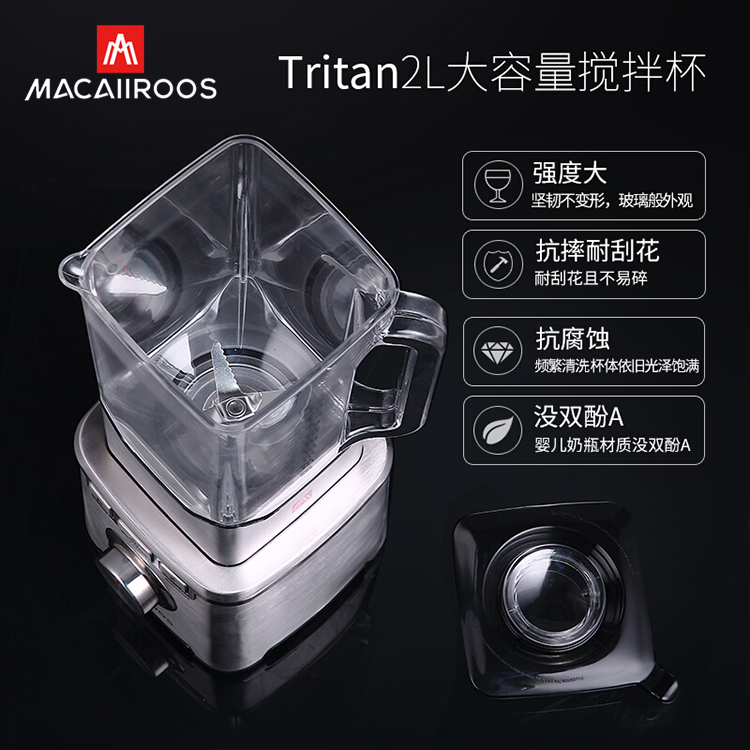 MACAIIROOS
Tritan2L大容量搅拌杯
强度大
坚韧不变形，玻璃般外观
抗摔耐刮花
耐刮花且不易碎
抗腐蚀
频繁清洗杯体依旧光泽饱满
没双酚A
婴儿奶瓶材质没双酚A